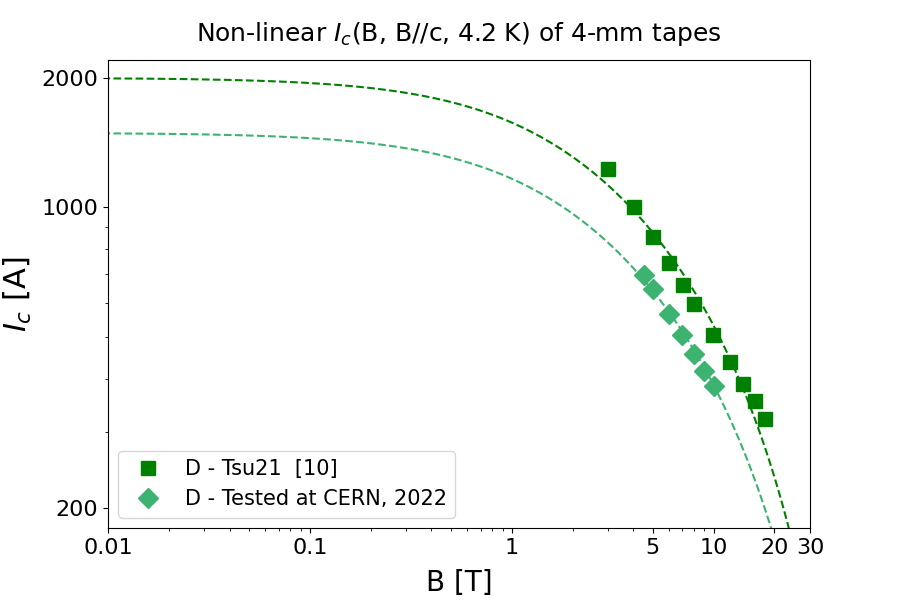 Non-linear I_c(B, B//c, 4.2 K) of 4-mm tapes
2000
1000
200
I_c [A]
D - Tsu21 [10]
D - Tested at CERN, 2022
0.01 0.1 1 5 10 20 30
B [T]